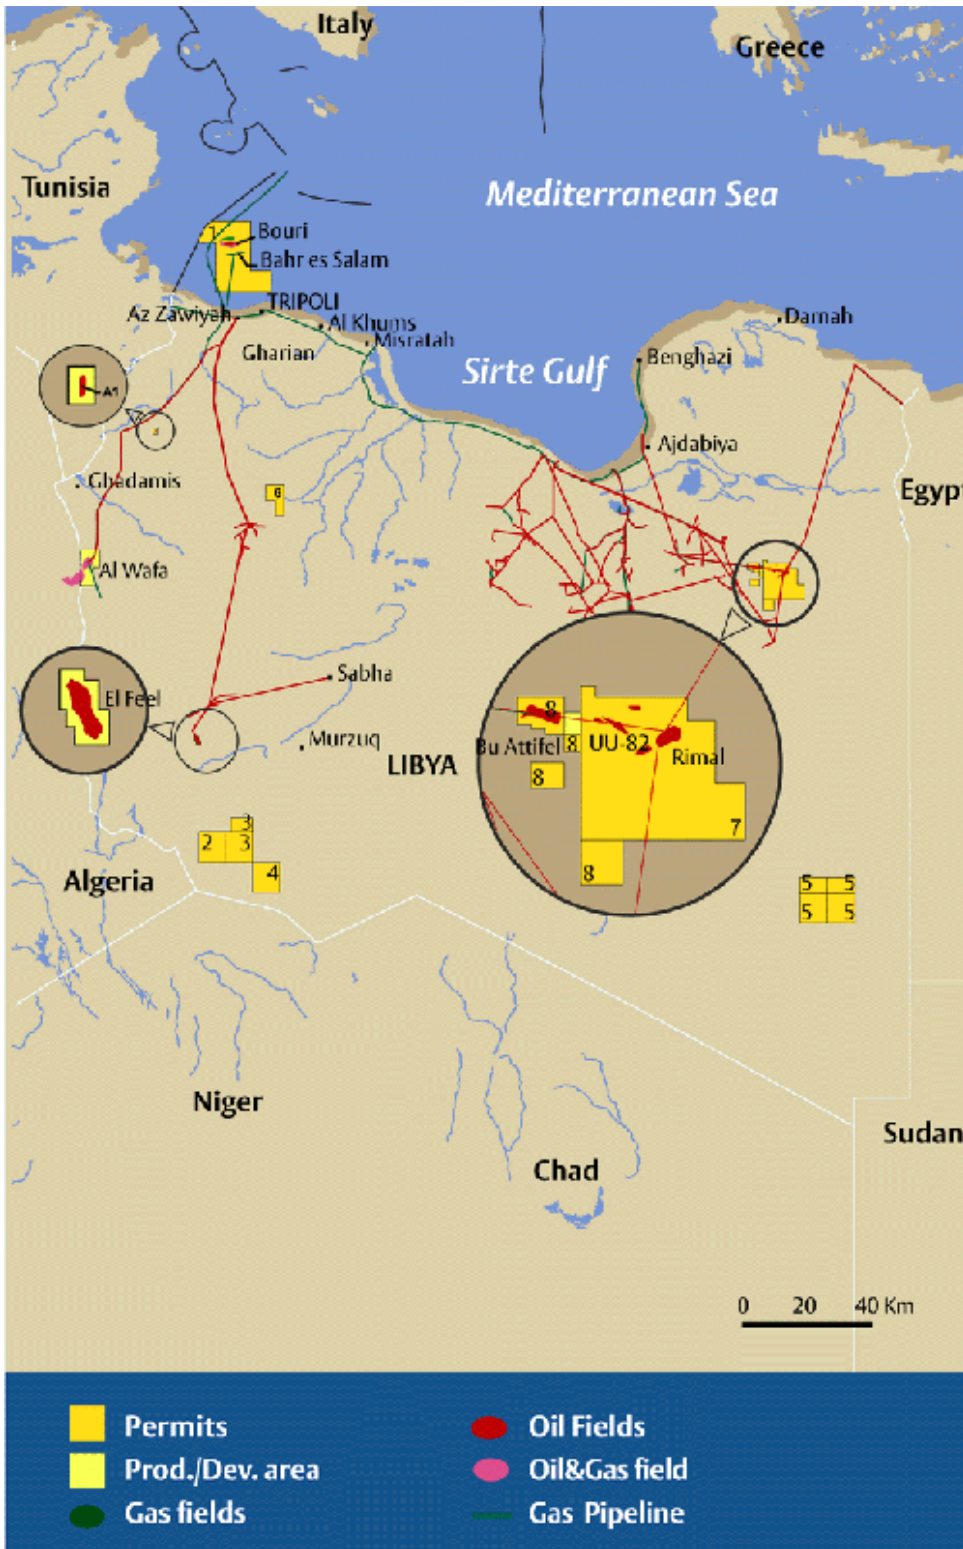 Italy
Greece
Tunisia
Mediterranean Sea
1
Bouri
Bahr es Salam
TRIPOLI
Az Zawiyah
Al Khums
Misratah
Gharian
Darnah
Benghazi
Sirte Gulf
A1
Ajdabiya
Ghadamis
6
Egypt
Al Wafa
Sabha
El Feel
Murzuq
LIBYA
8
Bu Attifel
8
UU-82
Rimal
8
7
8
3
2
3
4
Algeria
5 5
5 5
Niger
Chad
Sudan
0 20 40 Km
Permits
Oil Fields
Prod./Dev. area
Oil&Gas field
Gas fields
Gas Pipeline